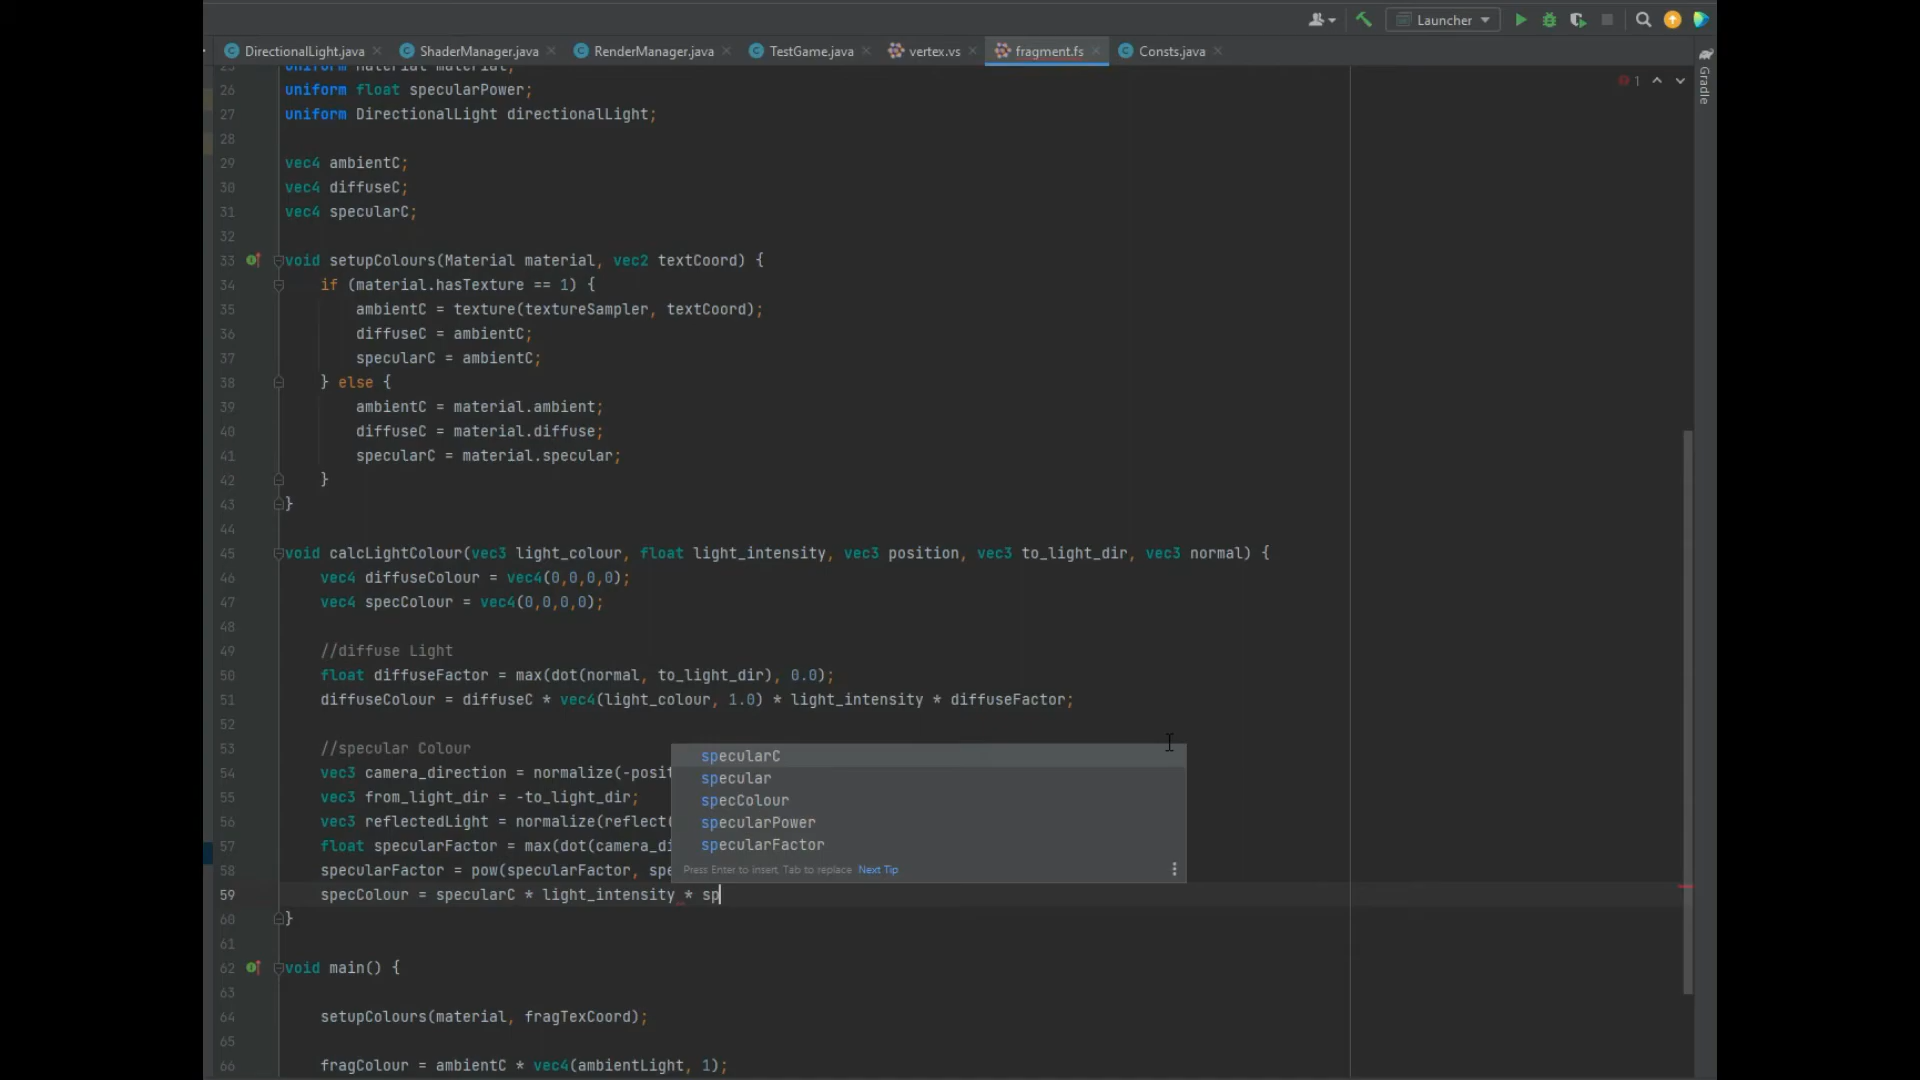 Launcher
DirectionalLight.java
ShaderManager.java
RenderManager.java
TestGame.java
vertex.vs
fragment.fs
Consts.java
Gradle
1
25 uniform Material material;
26 uniform float specularPower;
27 uniform DirectionalLight directionalLight;
28
29 vec4 ambientC;
30 vec4 diffuseC;
31 vec4 specularC;
32
33 void setupColours(Material material, vec2 textCoord) {
34 if (material.hasTexture == 1) {
35 ambientC = texture(textureSampler, textCoord);
36 diffuseC = ambientC;
37 specularC = ambientC;
38 } else {
39 ambientC = material.ambient;
40 diffuseC = material.diffuse;
41 specularC = material.specular;
42 }
43 }
44
45 void calcLightColour(vec3 light_colour, float light_intensity, vec3 position, vec3 to_light_dir, vec3 normal) {
46 vec4 diffuseColour = vec4(0,0,0,0);
47 vec4 specColour = vec4(0,0,0,0);
48
49 //diffuse Light
50 float diffuseFactor = max(dot(normal, to_light_dir), 0.0);
51 diffuseColour = diffuseC * vec4(light_colour, 1.0) * light_intensity * diffuseFactor;
52
53 //specular Colour
54 vec3 camera_direction = normalize(-posit
55 vec3 from_light_dir = -to_light_dir;
56 vec3 reflectedLight = normalize(reflect(
57 float specularFactor = max(dot(camera_di
58 specularFactor = pow(specularFactor, spe
59 specColour = specularC * light_intensity * sp
60 }
61
62 void main() {
63
64 setupColours(material, fragTexCoord);
65
66 fragColour = ambientC * vec4(ambientLight, 1);
specularC
specular
specColour
specularPower
specularFactor
Press Enter to insert, Tab to replace Next Tip